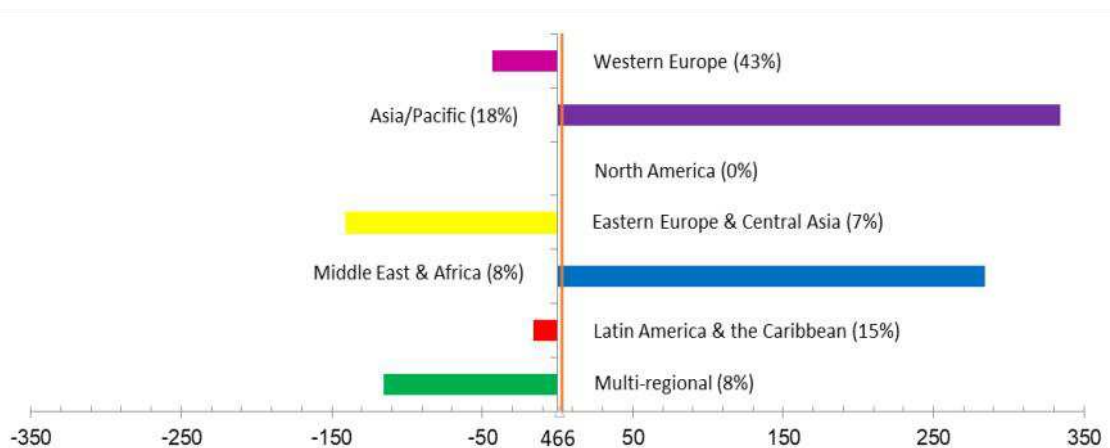 Western Europe (43%)
Asia/Pacific (18%)
North America (0%)
Eastern Europe & Central Asia (7%)
Middle East & Africa (8%)
Latin America & the Caribbean (15%)
Multi-regional (8%)
-350 -250 -150 -50 466 50 150 250 350